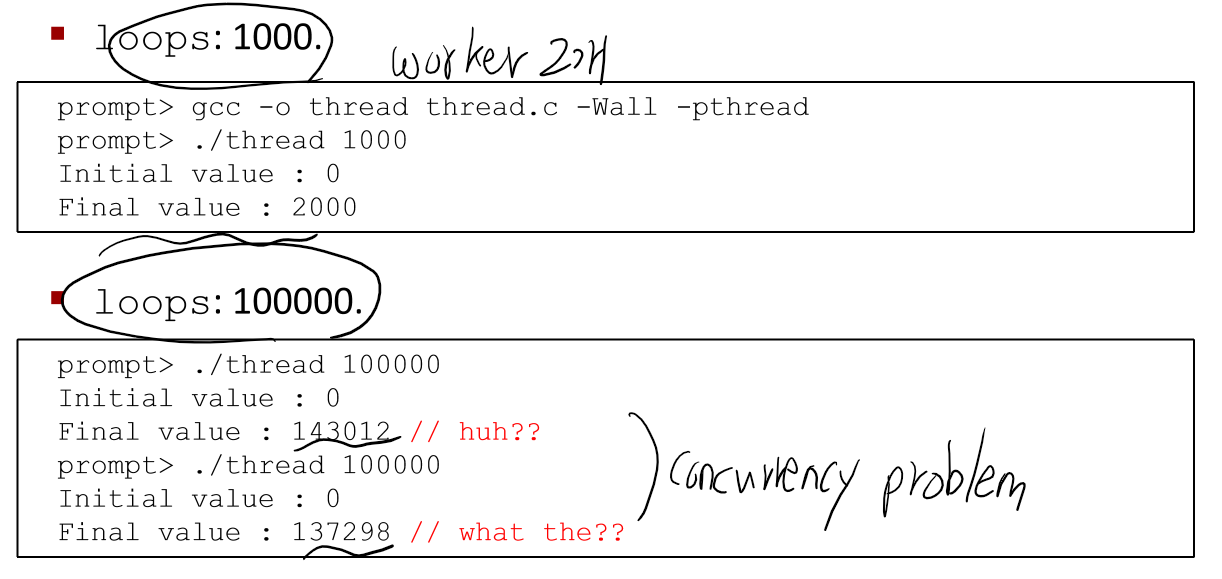 loops: 1000.
worker 2개
prompt> gcc -o thread thread.c -Wall -pthread
prompt> ./thread 1000
Initial value : 0
Final value : 2000
loops: 100000.
prompt> ./thread 100000
Initial value : 0
Final value : 143012 // huh??
prompt> ./thread 100000
Initial value : 0
Final value : 137298 // what the??
concurrency problem